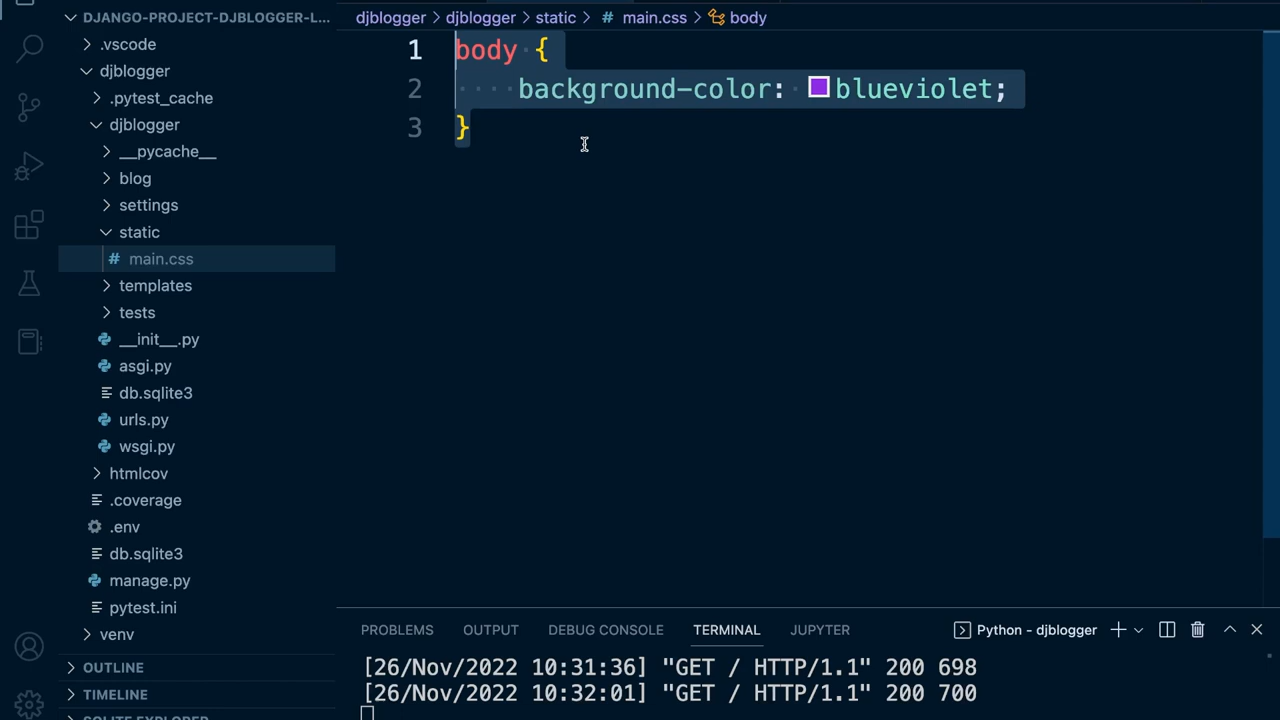 DJANGO-PROJECT-DJBLOGGER-L...
.vscode
djblogger
.pytest_cache
djblogger
__pycache__
blog
settings
static
# main.css
templates
tests
__init__.py
asgi.py
db.sqlite3
urls.py
wsgi.py
htmlcov
.coverage
.env
db.sqlite3
manage.py
pytest.ini
venv
OUTLINE
TIMELINE
SQLITE EXPLORER
djblogger > djblogger > static > # main.css > body
1 body {
2 background-color: blueviolet;
3 }
PROBLEMS OUTPUT DEBUG CONSOLE TERMINAL JUPYTER Python - djblogger
[26/Nov/2022 10:31:36] "GET / HTTP/1.1" 200 698
[26/Nov/2022 10:32:01] "GET / HTTP/1.1" 200 700